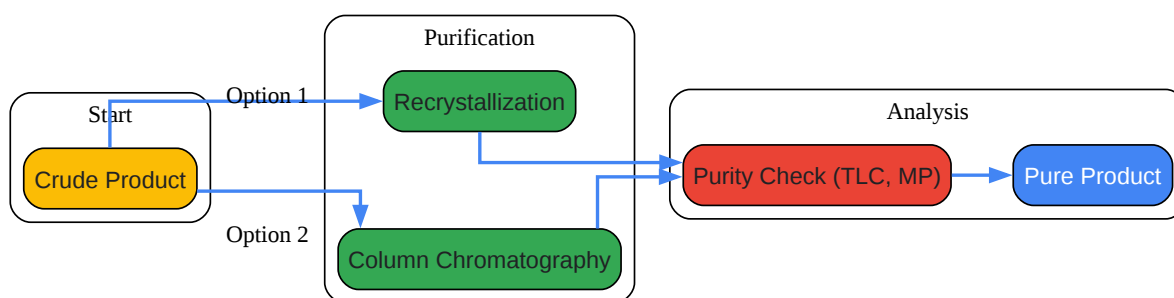 Start
Crude Product
Option 1
Option 2
Purification
Recrystallization
Column Chromatography
Analysis
Purity Check (TLC, MP)
Pure Product